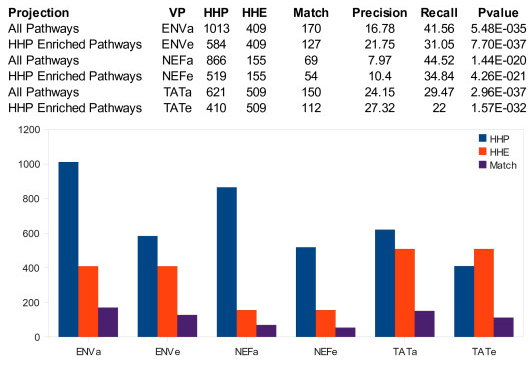 Projection VP HHP HHE Match Precision Recall Pvalue
All Pathways ENVa 1013 409 170 16.78 41.56 5.48E-035
HHP Enriched Pathways ENVe 584 409 127 21.75 31.05 7.70E-037
All Pathways NEFa 866 155 69 7.97 44.52 1.44E-020
HHP Enriched Pathways NEFe 519 155 54 10.4 34.84 4.26E-021
All Pathways TATa 621 509 150 24.15 29.47 2.96E-037
HHP Enriched Pathways TATe 410 509 112 27.32 22 1.57E-032
1200
1000
800
600
400
200
0
HHP
HHE
Match
ENVa ENVe NEFa NEFe TATa TATe